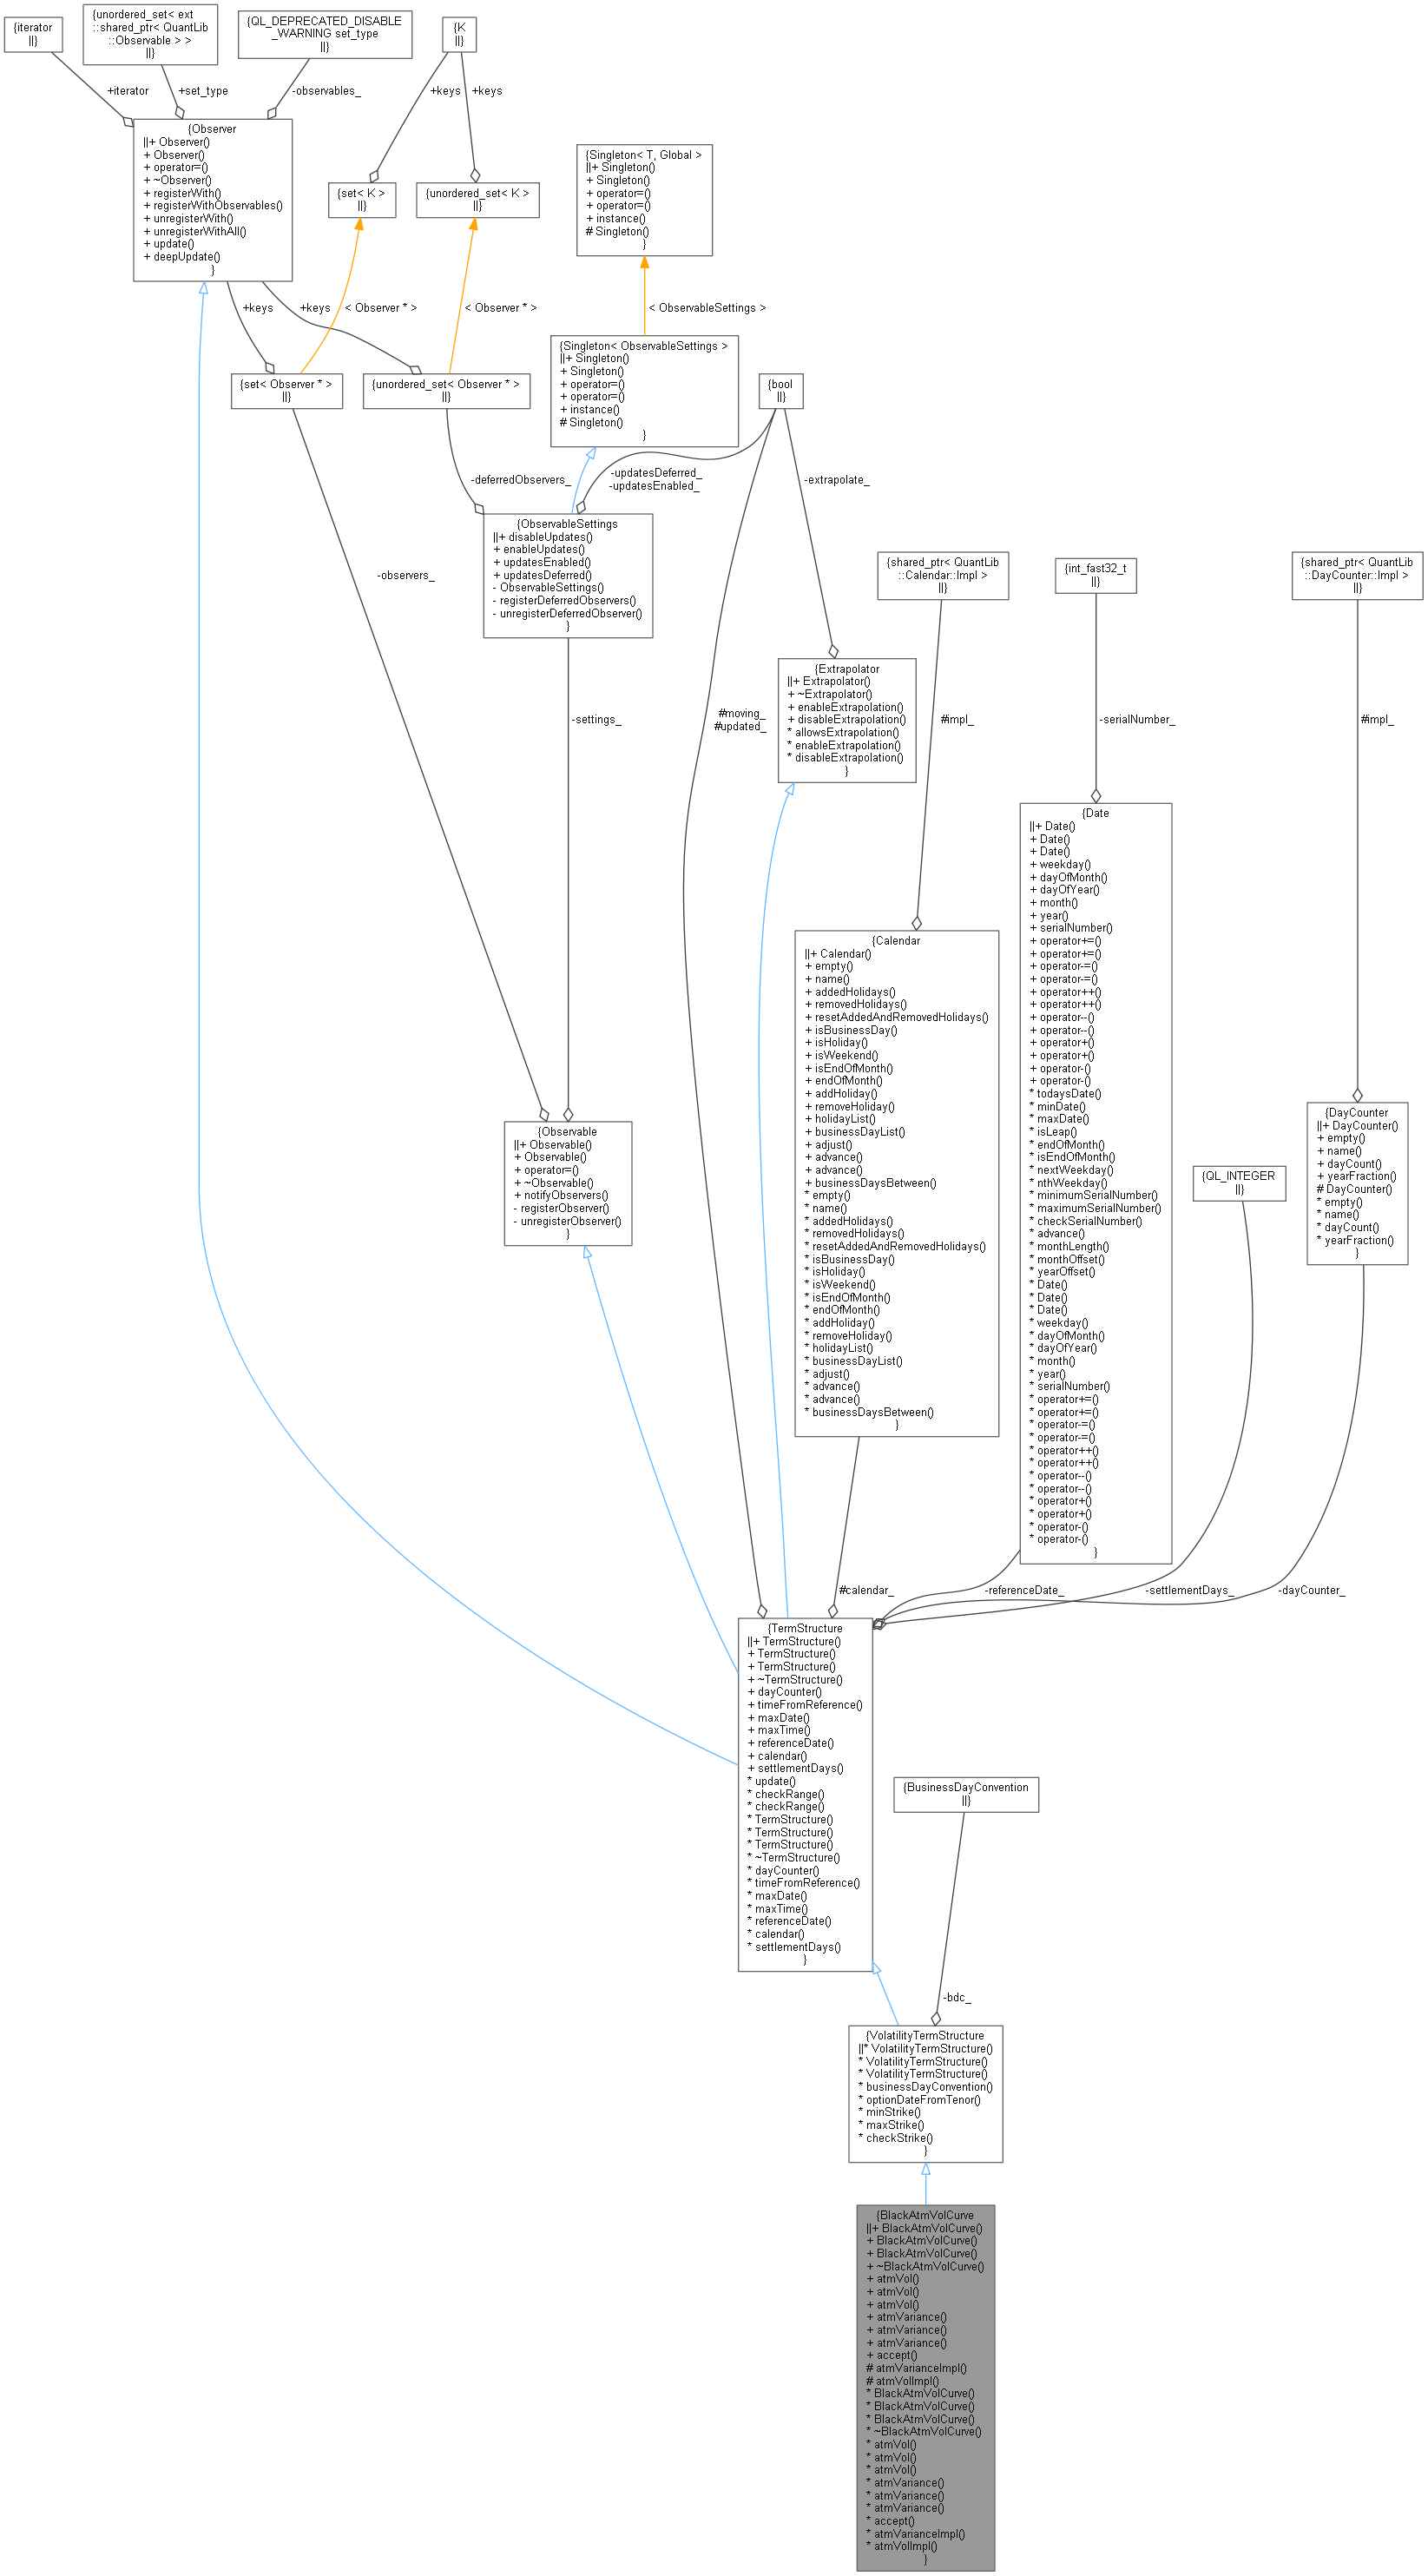 {iterator
||}
{unordered_set< ext
::shared_ptr< QuantLib
::Observable > >
||}
{QL_DEPRECATED_DISABLE
_WARNING set_type
||}
{K
||}
+iterator
+set_type
-observables_
+keys
+keys
{Observer
||+ Observer()
+ Observer()
+ operator=()
+ ~Observer()
+ registerWith()
+ registerWithObservables()
+ unregisterWith()
+ unregisterWithAll()
+ update()
+ deepUpdate()
}
{set< K >
||}
{unordered_set< K >
||}
{Singleton< T, Global >
||+ Singleton()
+ Singleton()
+ operator=()
+ operator=()
+ instance()
# Singleton()
}
+keys
+keys
< Observer * >
< Observer * >
< ObservableSettings >
{set< Observer * >
||}
{unordered_set< Observer * >
||}
{Singleton< ObservableSettings >
||+ Singleton()
+ Singleton()
+ operator=()
+ operator=()
+ instance()
# Singleton()
}
{bool
||}
-deferredObservers_
-updatesDeferred_
-updatesEnabled_
-extrapolate_
-observers_
{ObservableSettings
||+ disableUpdates()
+ enableUpdates()
+ updatesEnabled()
+ updatesDeferred()
- ObservableSettings()
- registerDeferredObservers()
- unregisterDeferredObserver()
}
{shared_ptr< QuantLib
::Calendar::Impl >
||}
{int_fast32_t
||}
{shared_ptr< QuantLib
::DayCounter::Impl >
||}
-settings_
#moving_
#updated_
{Extrapolator
||+ Extrapolator()
+ ~Extrapolator()
+ enableExtrapolation()
+ disableExtrapolation()
* allowsExtrapolation()
* enableExtrapolation()
* disableExtrapolation()
}
#impl_
-serialNumber_
#impl_
{Calendar
||+ Calendar()
+ empty()
+ name()
+ addedHolidays()
+ removedHolidays()
+ resetAddedAndRemovedHolidays()
+ isBusinessDay()
+ isHoliday()
+ isWeekend()
+ isEndOfMonth()
+ endOfMonth()
+ addHoliday()
+ removeHoliday()
+ holidayList()
+ businessDayList()
+ adjust()
+ advance()
+ advance()
+ businessDaysBetween()
* empty()
* name()
* addedHolidays()
* removedHolidays()
* resetAddedAndRemovedHolidays()
* isBusinessDay()
* isHoliday()
* isWeekend()
* isEndOfMonth()
* endOfMonth()
* addHoliday()
* removeHoliday()
* holidayList()
* businessDayList()
* adjust()
* advance()
* advance()
* businessDaysBetween()
}
{Date
||+ Date()
+ Date()
+ Date()
+ weekday()
+ dayOfMonth()
+ dayOfYear()
+ month()
+ year()
+ serialNumber()
+ operator+=()
+ operator+=()
+ operator-=()
+ operator-=()
+ operator++()
+ operator++()
+ operator--()
+ operator--()
+ operator+()
+ operator+()
+ operator-()
+ operator-()
* todaysDate()
* minDate()
* maxDate()
* isLeap()
* endOfMonth()
* isEndOfMonth()
* nextWeekday()
* nthWeekday()
* minimumSerialNumber()
* maximumSerialNumber()
* checkSerialNumber()
* advance()
* monthLength()
* monthOffset()
* yearOffset()
* Date()
* Date()
* Date()
* weekday()
* dayOfMonth()
* dayOfYear()
* month()
* year()
* serialNumber()
* operator+=()
* operator+=()
* operator-=()
* operator-=()
* operator++()
* operator++()
* operator--()
* operator--()
* operator+()
* operator+()
* operator-()
* operator-()
}
{Observable
||+ Observable()
+ Observable()
+ operator=()
+ ~Observable()
+ notifyObservers()
- registerObserver()
- unregisterObserver()
}
{QL_INTEGER
||}
{DayCounter
||+ DayCounter()
+ empty()
+ name()
+ dayCount()
+ yearFraction()
# DayCounter()
* empty()
* name()
* dayCount()
* yearFraction()
}
#calendar_
-referenceDate_
-settlementDays_
-dayCounter_
{TermStructure
||+ TermStructure()
+ TermStructure()
+ TermStructure()
+ ~TermStructure()
+ dayCounter()
+ timeFromReference()
+ maxDate()
+ maxTime()
+ referenceDate()
+ calendar()
+ settlementDays()
* update()
* checkRange()
* checkRange()
* TermStructure()
* TermStructure()
* TermStructure()
* ~TermStructure()
* dayCounter()
* timeFromReference()
* maxDate()
* maxTime()
* referenceDate()
* calendar()
* settlementDays()
}
{BusinessDayConvention
||}
-bdc_
{VolatilityTermStructure
||* VolatilityTermStructure()
* VolatilityTermStructure()
* VolatilityTermStructure()
* businessDayConvention()
* optionDateFromTenor()
* minStrike()
* maxStrike()
* checkStrike()
}
{BlackAtmVolCurve
||+ BlackAtmVolCurve()
+ BlackAtmVolCurve()
+ BlackAtmVolCurve()
+ ~BlackAtmVolCurve()
+ atmVol()
+ atmVol()
+ atmVol()
+ atmVariance()
+ atmVariance()
+ atmVariance()
+ accept()
# atmVarianceImpl()
# atmVolImpl()
* BlackAtmVolCurve()
* BlackAtmVolCurve()
* BlackAtmVolCurve()
* ~BlackAtmVolCurve()
* atmVol()
* atmVol()
* atmVol()
* atmVariance()
* atmVariance()
* atmVariance()
* accept()
* atmVarianceImpl()
* atmVolImpl()
}